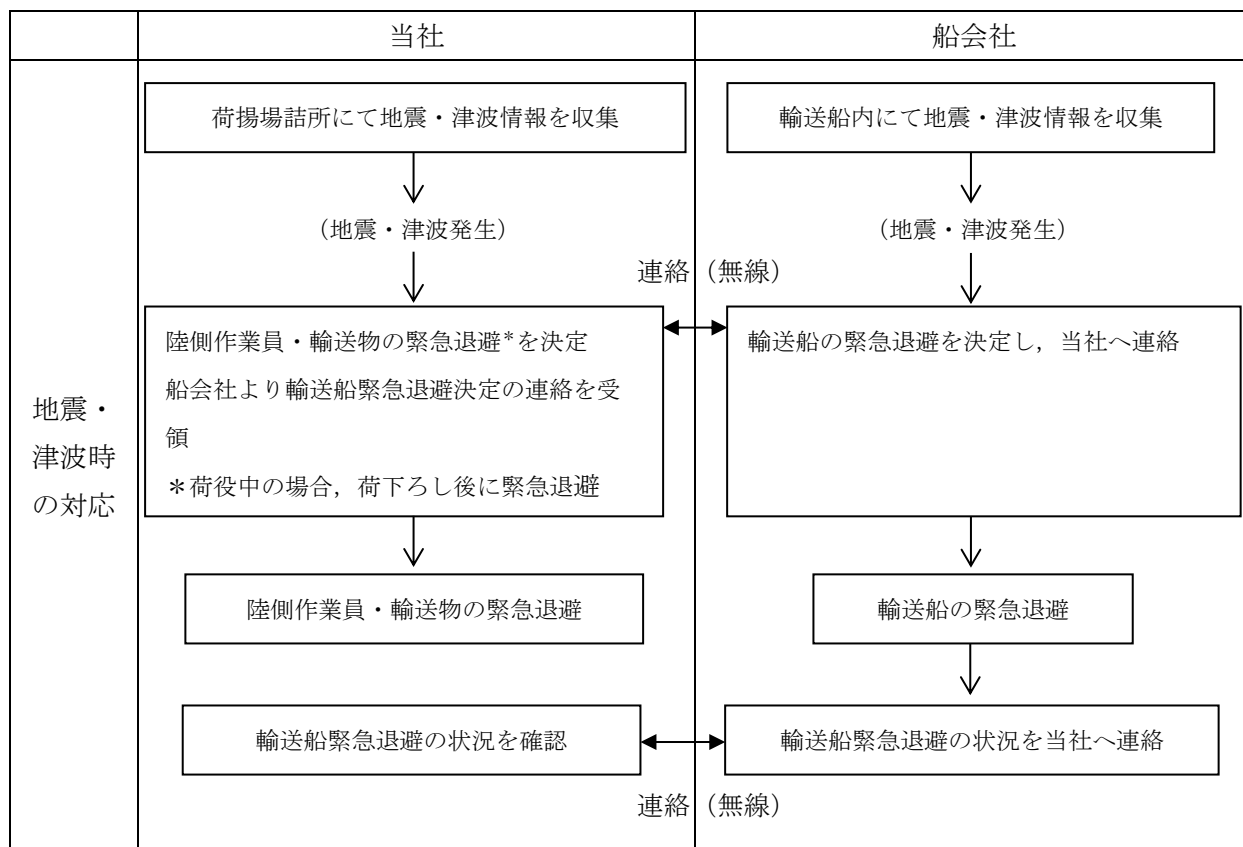 当社
船会社
地震・
津波時
の対応
荷揚場詰所にて地震・津波情報を収集
輸送船内にて地震・津波情報を収集
（地震・津波発生）
（地震・津波発生）
連絡（無線）
陸側作業員・輸送物の緊急退避*を決定
船会社より輸送船緊急退避決定の連絡を受
領
＊荷役中の場合，荷下ろし後に緊急退避
輸送船の緊急退避を決定し，当社へ連絡
陸側作業員・輸送物の緊急退避
輸送船の緊急退避
輸送船緊急退避の状況を確認
輸送船緊急退避の状況を当社へ連絡
連絡（無線）